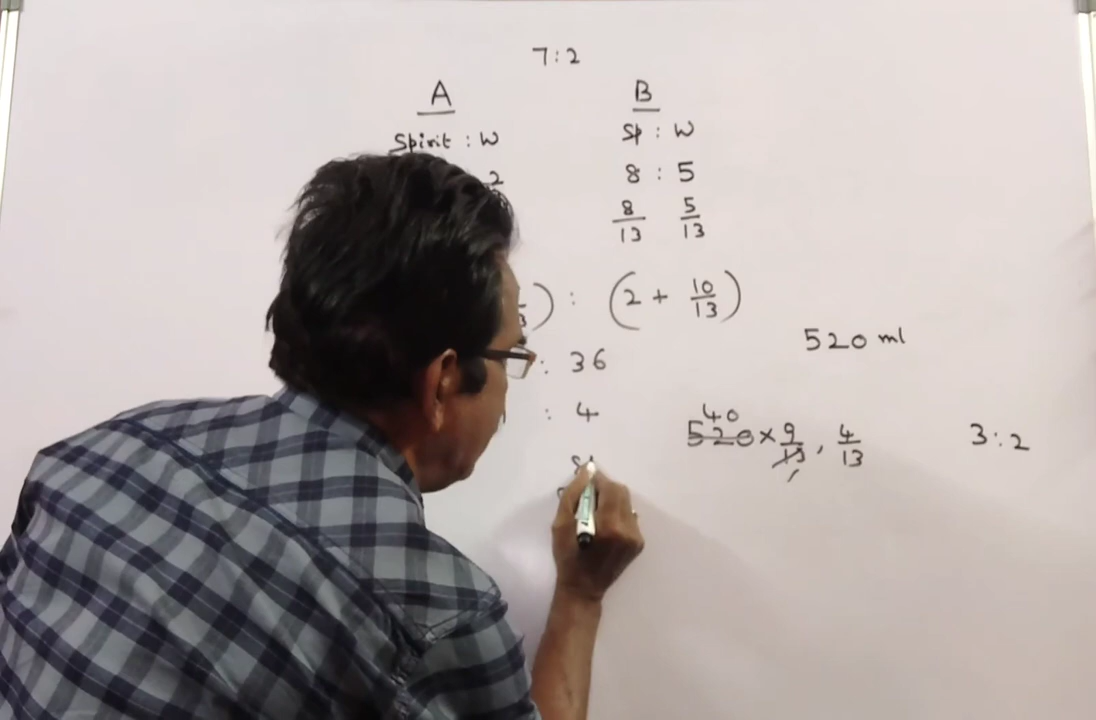 7:2
A B
Spirit : W Sp : W
2 8 : 5
8/13 5/13
) : (2 + 10/13)
520 ml
: 36
: 4
40
520 × 9/13, 4/13
3:2